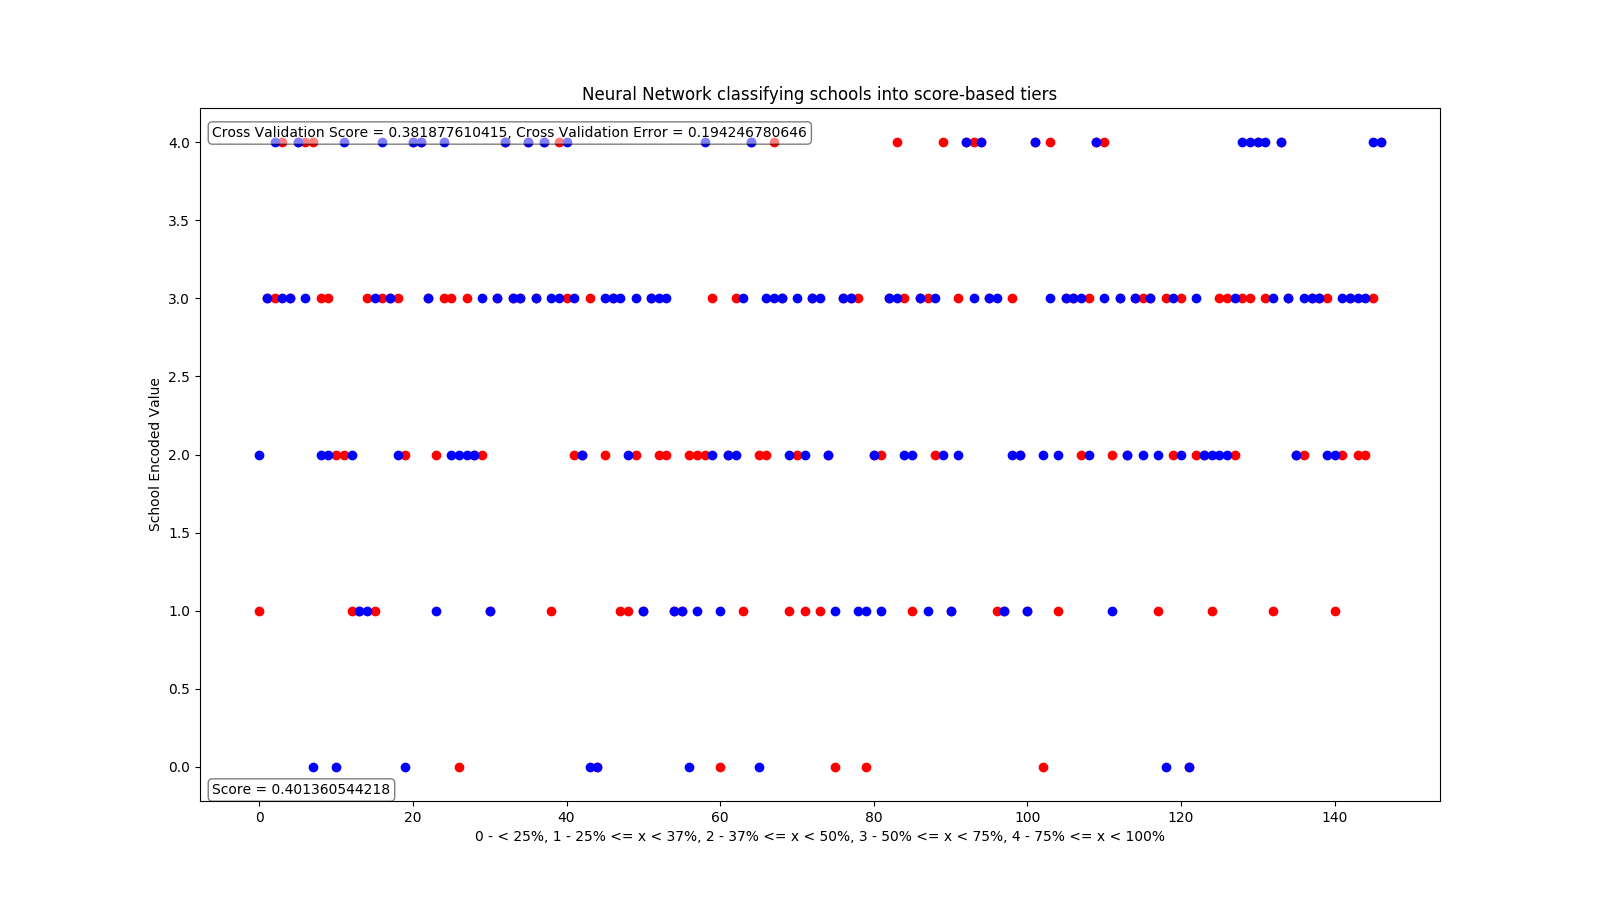 Neural Network classifying schools into score-based tiers
Cross Validation Score = 0.381877610415, Cross Validation Error = 0.194246780646
4.0
3.5
3.0
2.5
2.0
1.5
1.0
0.5
0.0
School Encoded Value
Score = 0.401360544218
0 20 40 60 80 100 120 140
0 - < 25%, 1 - 25% <= x < 37%, 2 - 37% <= x < 50%, 3 - 50% <= x < 75%, 4 - 75% <= x < 100%